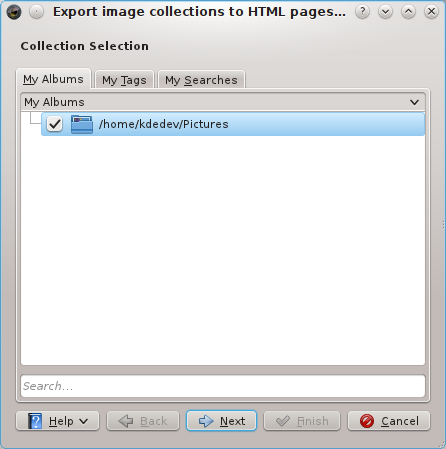 Export image collections to HTML pages...
Collection Selection
My Albums My Tags My Searches
My Albums
/home/kdedev/Pictures
Search...
Help Back Next Finish Cancel